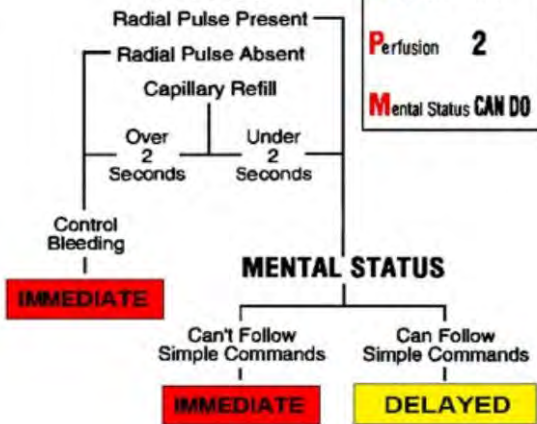 Radial Pulse Present
Radial Pulse Absent
Capillary Refill
Over
2
Seconds
Under
2
Seconds
Control
Bleeding
IMMEDIATE
Perfusion 2
Mental Status CAN DO
MENTAL STATUS
Can't Follow
Simple Commands
Can Follow
Simple Commands
IMMEDIATE
DELAYED